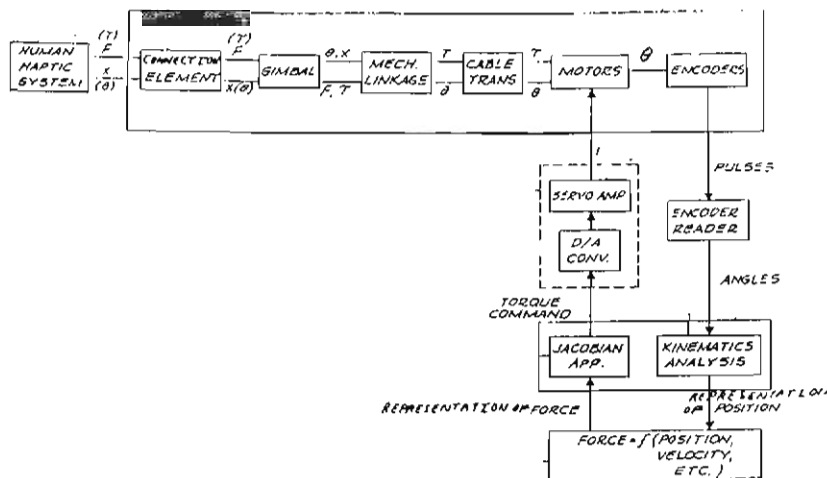 (T)
F
(T)
F
HUMAN
HAPTIC
SYSTEM
X
(θ)
CONNECTION
ELEMENT
X(θ)
GIMBAL
θ, X
F, T
MECH.
LINKAGE
T
θ
CABLE
TRANS
T
θ
MOTORS
θ
ENCODERS
I
PULSES
SERVO AMP
ENCODER
READER
D/A
CONV.
ANGLES
TORQUE
COMMAND
JACOBIAN
APP.
KINEMATICS
ANALYSIS
REPRESENTATION OF FORCE
REPRESENTATION
OF POSITION
FORCE = f (POSITION,
VELOCITY,
ETC.)